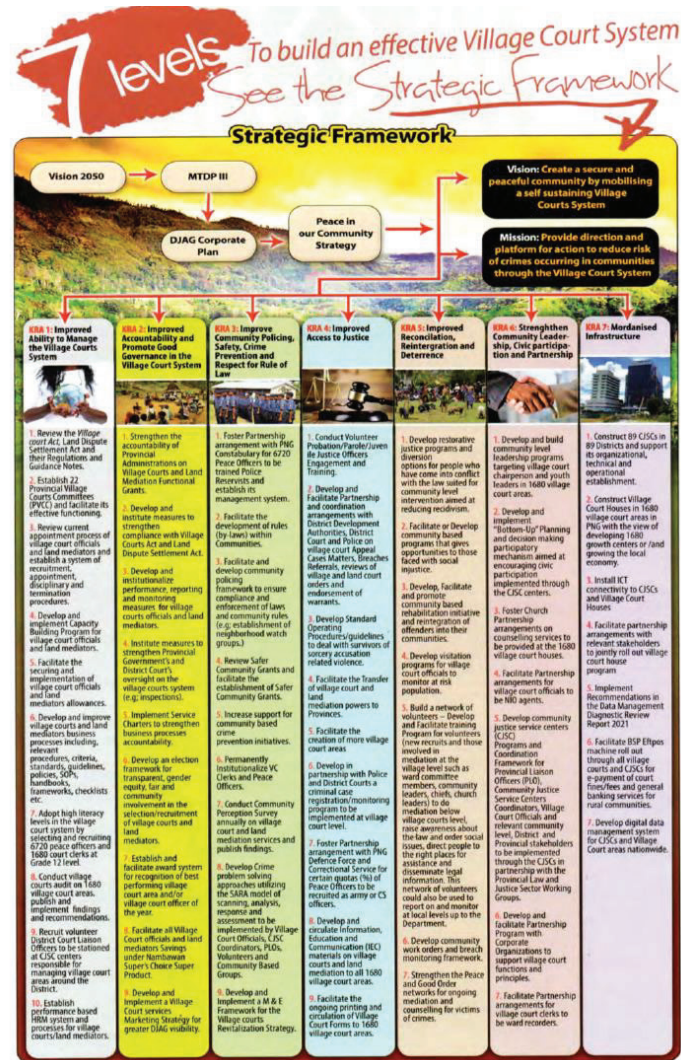 7 levels
To build an effective Village Court System
See the Strategic Framework
Strategic Framework
Vision 2050
MTDP III
DJAG Corporate
Plan
Peace in
our Community
Strategy
Vision: Create a secure and
peaceful community by mobilising
a self sustaining Village
Courts System
Mission: Provide direction and
platform for action to reduce risk
of crimes occurring in communities
through the Village Court System
KRA 1: Improved
Ability to Manage
the Village Courts
System
1. Review the Village
court Act, Land Dispute
Settlement Act and
their Regulations and
Guidance Notes.
2. Establish 22
Provincial Village
Courts Committees
(PVCC) and facilitate its
effective functioning.
3. Review current
appointment process of
village court officials
and land mediators and
establish a system of
recruitment,
appointment,
disciplinary and
termination
procedures.
4. Develop and
implement Capacity
Building Program for
village court officials
and land mediators.
5. Facilitate the
securing and
implementation of
village court officials
and land
mediators allowances.
6. Develop and improve
village courts and land
mediators business
processes including,
relevant
procedures, criteria,
standards, guidelines,
policies, SOPs,
handbooks,
frameworks, checklists
etc.
7. Adopt high literacy
levels in the village
court system by
selecting and recruiting
6720 peace officers and
1680 court clerks at
Grade 12 level.
8. Conduct village
courts audit on 1680
village court areas,
publish and
implement findings
and recommendations.
9. Recruit volunteer
District Court Liaison
Officers to be stationed
at CJSC centers
responsible for
managing village court
areas around the
District.
10. Establish
performance based
HRM system and
processes for village
courts/land mediators.
KRA 2: Improved
Accountability and
Promote Good
Governance in the
Village Court System
1. Strengthen the
accountability of
Provincial
Administrations on
Village Courts and Land
Mediation Functional
Grants.
2. Develop and
institute measures to
strengthen
compliance with Village
Courts Act and Land
Dispute Settlement Act.
3. Develop and
institutionalize
performance, reporting
and monitoring
measures for village
courts officials and land
mediators.
4. Institute measures to
strengthen Provincial
Government's and
District Court's
oversight on the
village courts system
(e.g; inspections).
5. Implement Service
Charters to strengthen
business processes
accountability.
6. Develop an election
framework for
transparent, gender
equity, fair and
community
involvement in the
selection/recruitment
of village courts and
land
mediators.
7. Establish and
facilitate award system
for recognition of best
performing village
court area and/or
village court officer of
the year.
8. Facilitate all Village
Court officials and land
mediators Savings
under Nambawan
Super's Choice Super
Product.
9. Develop and
Implement a Village
Court services
Marketing Strategy for
greater DJAG visibility.
KRA 3: Improve
Community Policing,
Safety, Crime
Prevention and
Respect for Rule of
Law
1. Foster Partnership
arrangement with PNG
Constabulary for 6720
Peace Officers to be
trained Police
Reservists and
establish its
management system.
2. Facilitate the
development of rules
(by-laws) within
Communities.
3. Facilitate and
develop community
policing
framework to ensure
compliance and
enforcement of laws
and community rules
(e.g; establishment of
neighborhood watch
groups.)
4. Review Safer
Community Grants and
facilitate the
establishment of Safer
Community Grants.
5. Increase support for
community based
crime
prevention initiatives.
6. Permanently
Institutionalize VC
Clerks and Peace
Officers.
7. Conduct Community
Perception Survey
annually on village
court and land
mediation services and
publish findings.
8. Develop Crime
problem solving
approaches utilizing
the SARA model of
scanning, analysis,
response and
assessment to be
implemented by Village
Court Officials, CJSC
Coordinators, PLOs,
Volunteers and
Community Based
Groups.
9. Develop and
Implement a M & E
Framework for the
Village courts
Revitalization Strategy.
KRA 4: Improved
Access to Justice
1. Conduct Volunteer
Probation/Parole/Juven
ile Justice Officers
Engagement and
Training.
2. Develop and
Facilitate Partnership
and coordination
arrangements with
District Development
Authorities, District
Court and Police on
village court Appeal
Cases Matters, Breaches
Referrals, reviews of
village and land court
orders and
endorsement of
warrants.
3. Develop Standard
Operating
Procedures/guidelines
to deal with survivors of
sorcery accusation
related violence.
4. Facilitate the Transfer
of village court and
land
mediation powers to
Provinces.
5. Facilitate the
creation of more village
court areas
6. Develop in
partnership with Police
and District Courts a
criminal case
registration/monitoring
program to be
implemented at village
court level.
7. Foster Partnership
arrangement with PNG
Defence Force and
Correctional Service for
certain quotas (%) of
Peace Officers to be
recruited as army or CS
officers.
8. Develop and
circulate Information,
Education and
Communication (IEC)
materials on village
courts and land
mediation to all 1680
village court areas.
9. Facilitate the
ongoing printing and
circulation of Village
Court Forms to 1680
village court areas.
KRA 5: Improved
Reconcilation,
Reintergration and
Deterrence
1. Develop restorative
justice programs and
diversion
options for people who
have come into conflict
with the law suited for
community level
intervention aimed at
reducing recidivism.
2. Facilitate or Develop
community based
programs that gives
opportunities to those
faced with social
injustice.
3. Develop, Facilitate
and promote
community based
rehabilitation initiative
and reintegration of
offenders into their
communities.
4. Develop visitation
programs for village
court officials to
monitor at risk
population.
5. Build a network of
volunteers – Develop
and Facilitate training
Program for volunteers
(new recruits and those
involved in
mediation at the
village level such as
ward committee
members, community
leaders, chiefs, church
leaders) to do
mediation below
village courts level,
raise awareness about
the law and order social
issues, direct people to
the right places for
assistance and
disseminate legal
information. This
network of volunteers
could also be used to
report on and monitor
at local levels up to the
Department.
6. Develop community
work orders and breach
monitoring framework.
7. Strengthen the Peace
and Good Order
networks for ongoing
mediation and
counselling for victims
of crimes.
KRA 6: Strengthen
Community Leader-
ship, Civic participa-
tion and Partnership
1. Develop and build
community level
leadership programs
targeting village court
chairperson and youth
leaders in 1680 village
court areas.
2. Develop and
implement
"Bottom-Up" Planning
and decision making
participatory
mechanism aimed at
encouraging civic
participation
implemented through
the CJSC centers.
3. Foster Church
Partnership
arrangements on
counselling services to
be provided at the 1680
village court houses.
4. Facilitate Partnership
arrangements for
village court officials to
be NID agents.
5. Develop community
justice service centers
(CJSC)
Programs and
Coordination
Framework for
Provincial Liaison
Officers (PLO),
Community Justice
Service Centers
Coordinators, Village
Court Officials and
relevant community
level, District and
Provincial stakeholders
to be implemented
through the CJSCs in
partnership with the
Provincial Law and
Justice Sector Working
Groups.
6. Develop and
facilitate Partnership
Program with
Corporate
Organizations to
support village court
functions and
principles.
7. Facilitate Partnership
arrangements for
village court clerks to
be ward recorders.
KRA 7: Mordanised
Infrastructure
1. Construct 89 CJSCs in
89 Districts and support
its organizational,
technical and
operational
establishment.
2. Construct Village
Court Houses in 1680
village court areas in
PNG with the view of
developing 1680
growth centers or /and
growing the local
economy.
3. Install ICT
connectivity to CJSCs
and Village Court
Houses
4. Facilitate partnership
arrangements with
relevant stakeholders
to jointly roll out village
court house
program
5. Implement
Recommendations in
the Data Management
Diagnostic Review
Report 2021
6. Facilitate BSP Eftpos
machine roll out
through all village
courts and CJSCs for
e-payment of court
fines/fees and general
banking services for
rural communities.
7. Develop digital data
management system
for CJSCs and Village
Court areas nationwide.